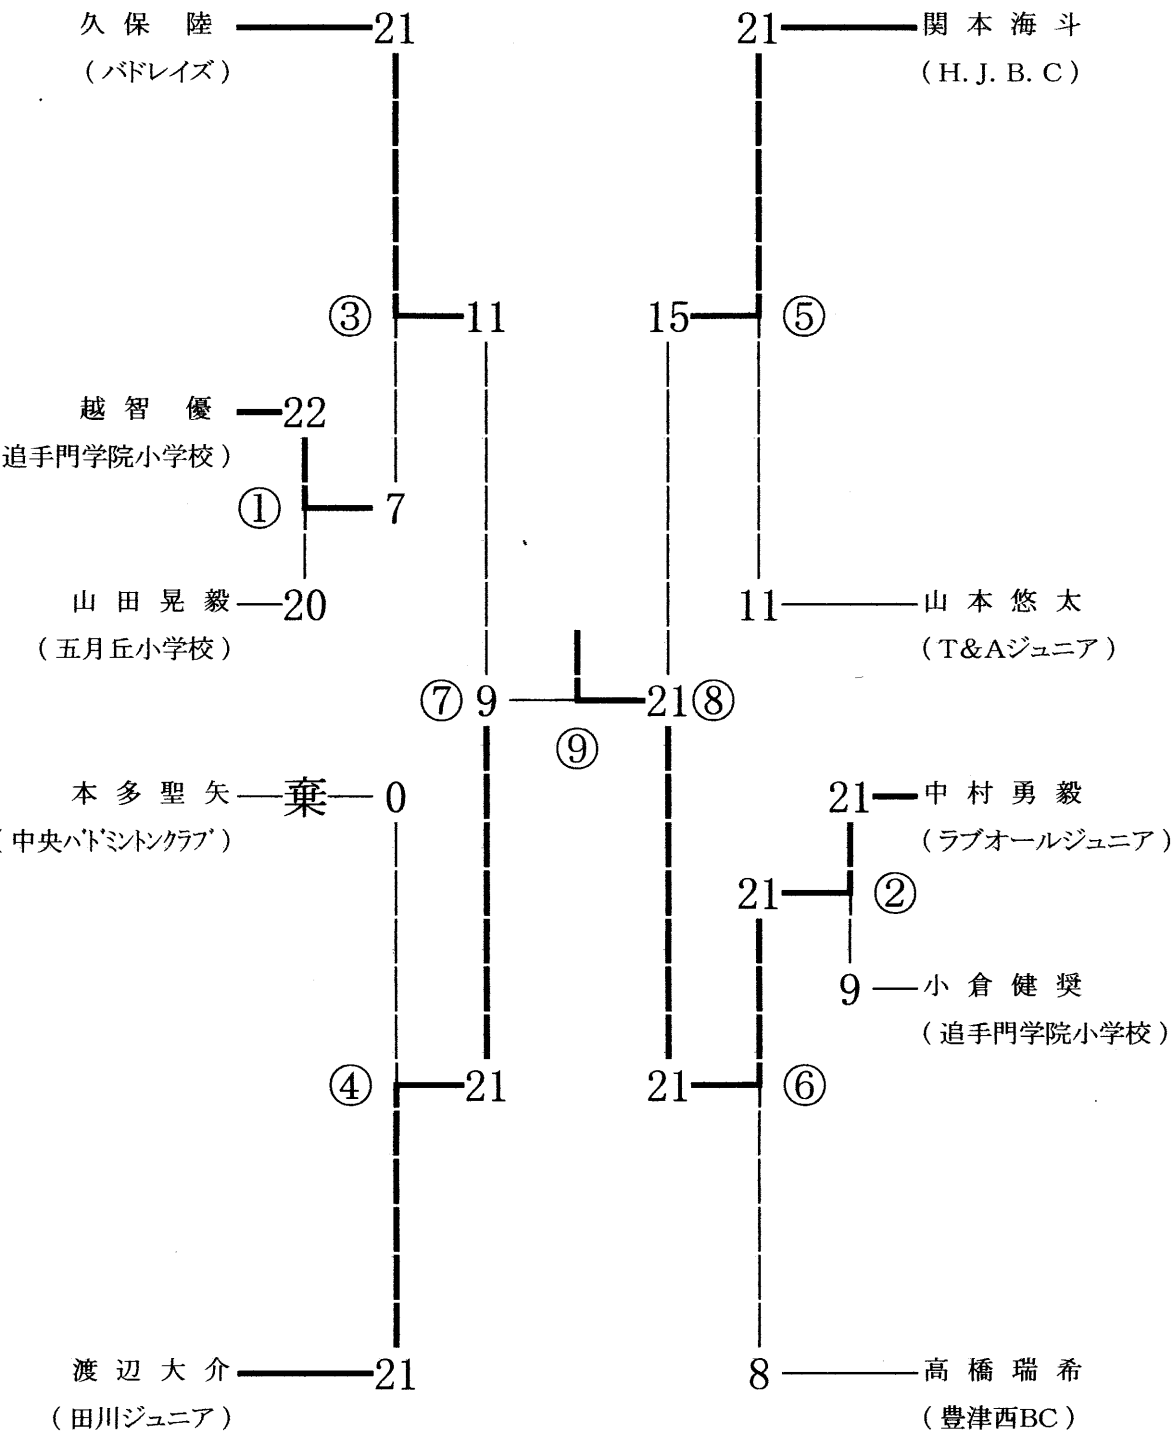 久保 陸 21 21 関本海斗
(バドレイズ) (H.J.B.C)
③ 11 15 ⑤
越智 優 22
追手門学院小学校)
① 7
山田晃毅 20 11 山本悠太
(五月丘小学校) (T&Aジュニア)
⑦ 9 21 ⑧
⑨
本多聖矢 棄 0 21 中村勇毅
(中央バドミントンクラブ) (ラブオールジュニア)
21 ②
9 小倉健奨
(追手門学院小学校)
④ 21 21 ⑥
渡辺大介 21 8 高橋瑞希
(田川ジュニア) (豊津西BC)